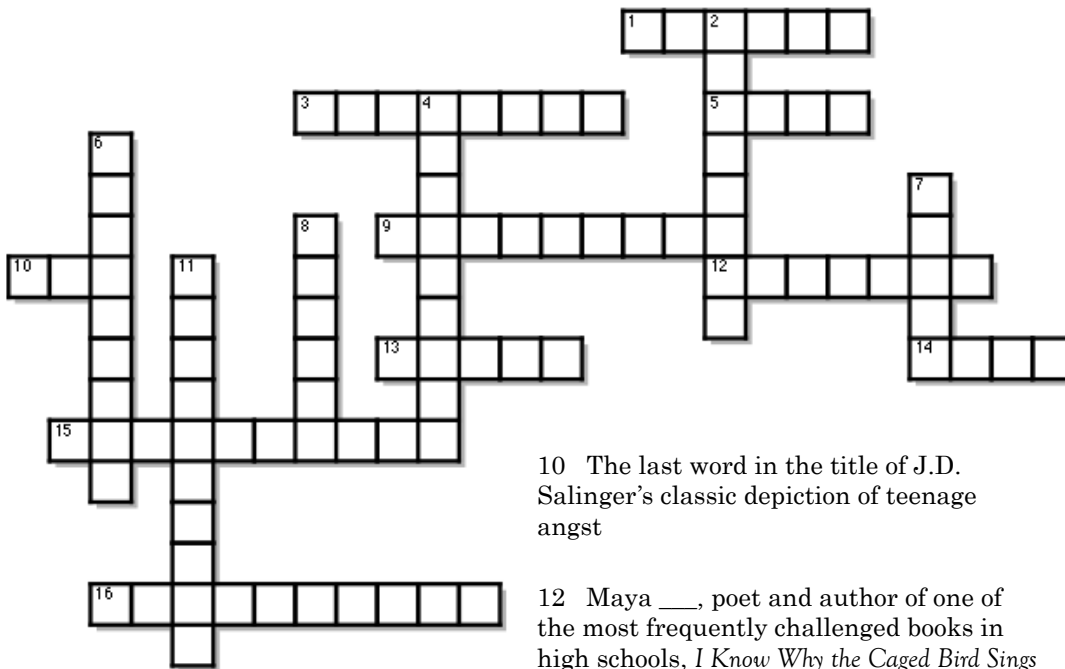 1 2
3 4 5
6
7
8 9
10 11 12
13 14
15
10 The last word in the title of J.D.
Salinger’s classic depiction of teenage
angst
16
12 Maya ___, poet and author of one of
the most frequently challenged books in
high schools, I Know Why the Caged Bird Sings